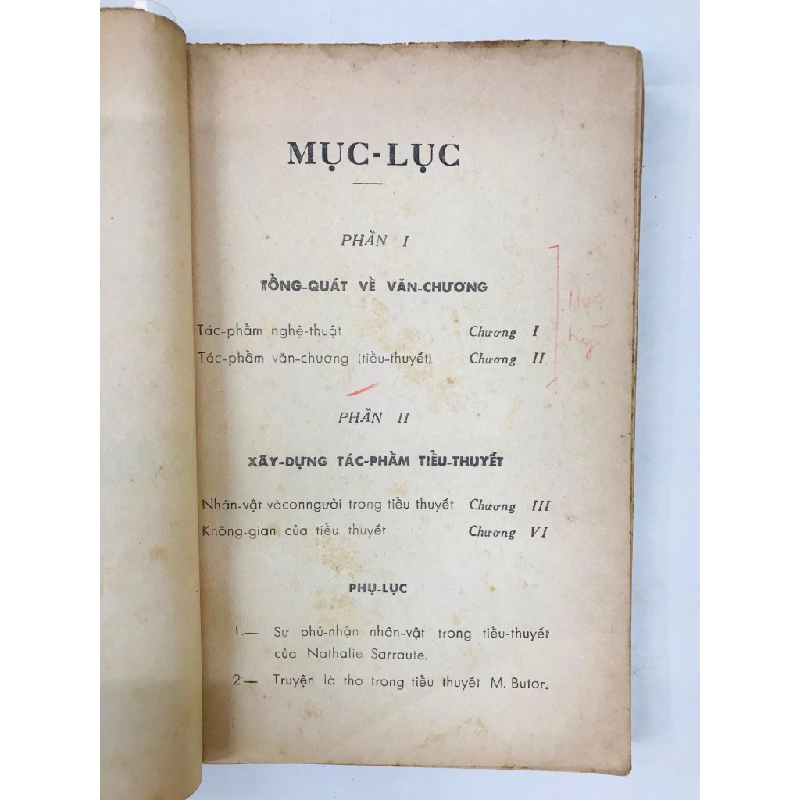 MỤC-LỤC
PHẦN I
TỔNG-QUÁT VỀ VĂN-CHƯƠNG
Tác-phẩm nghệ-thuật Chương I
Tác-phẩm văn-chương (tiểu-thuyết) Chương II
PHẦN II
XÂY-DỰNG TÁC-PHẦM TIỂU-THUYẾT
Nhân-vật vàconngười trong tiểu thuyết Chương III
Không-gian của tiểu thuyết Chương VI
PHỤ-LỤC
1.— Sự phủ-nhận nhân-vật trong tiểu-thuyết
của Nathalie Sarraute.
2.— Truyện là thơ trong tiểu thuyết M. Butor.